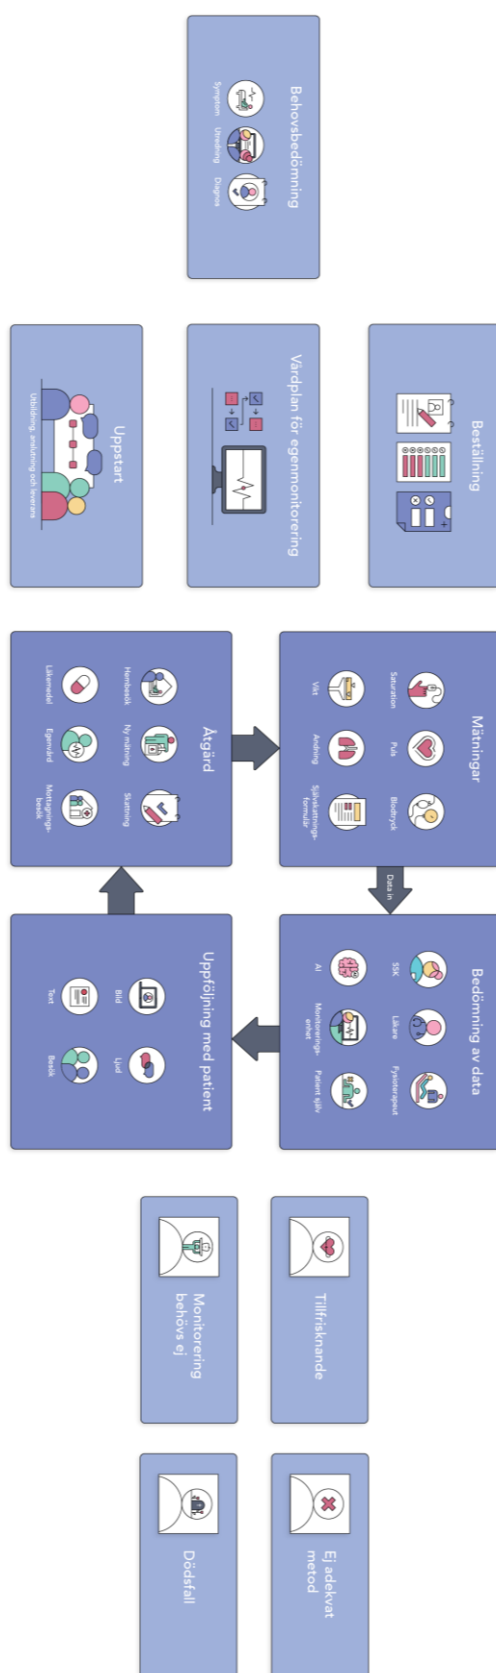 Behovsbedömning
Symptom
Utredning
Diagnos
Beställning
Vårdplan för egenmonitorering
Uppstart
Utbildning, anslutning och leverans
Mätningar
Saturation
Puls
Blodtryck
Vikt
Andning
Självskattnings-
formulär
Data in
Bedömning av data
SSK
Läkare
Fysioterapeut
AI
Monitorerings-
enhet
Patient själv
Åtgärd
Hembesök
Ny mätning
Skattning
Läkemedel
Egenvård
Mottagnings-
besök
Uppföljning med patient
Bild
Ljud
Text
Besök
Tillfrisknande
Ej adekvat
metod
Monitorering
behövs ej
Dödsfall